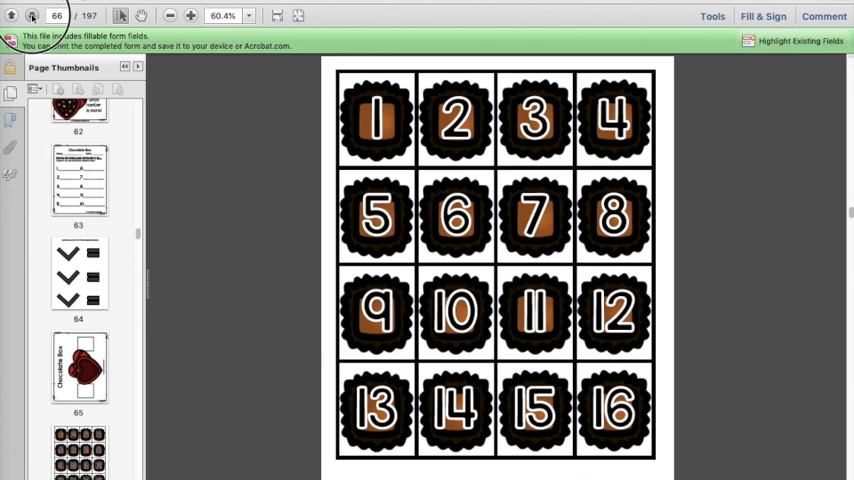 66 / 197
60.4%
Tools
Fill & Sign
Comment
This file includes fillable form fields.
You can print the completed form and save it to your device or Acrobat.com.
Highlight Existing Fields
Page Thumbnails
number
62
Chocolate Box
63
64
Chocolate Box
65
1 2 3 4
5 6 7 8
9 10 11 12
13 14 15 16